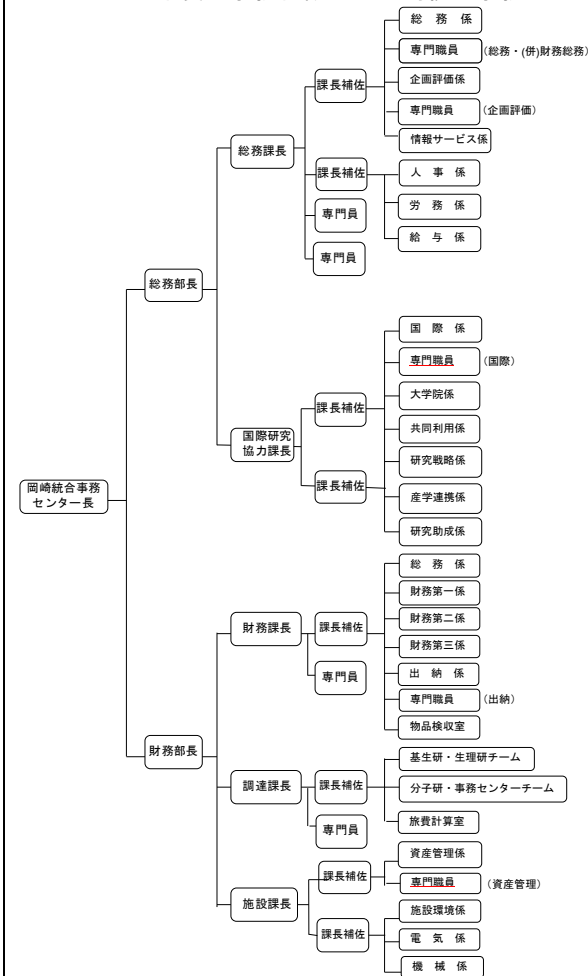 総 務 係
専門職員 (総務・(併)財務総務)
課長補佐 企画評価係
専門職員 (企画評価)
情報サービス係
総務課長
課長補佐 人 事 係
労 務 係
専門員
給 与 係
専門員
総務部長
国 際 係
専門職員 (国際)
大学院係
課長補佐
共同利用係
国際研究
協力課長
研究戦略係
課長補佐
産学連携係
研究助成係
岡崎統合事務
センター長
総 務 係
財務第一係
財務課長 課長補佐 財務第二係
財務第三係
専門員 出 納 係
専門職員 (出納)
物品検収室
財務部長
基生研・生理研チーム
調達課長 課長補佐 分子研・事務センターチーム
専門員 旅費計算室
資産管理係
課長補佐
専門職員 (資産管理)
施設課長
施設環境係
課長補佐 電 気 係
機 械 係